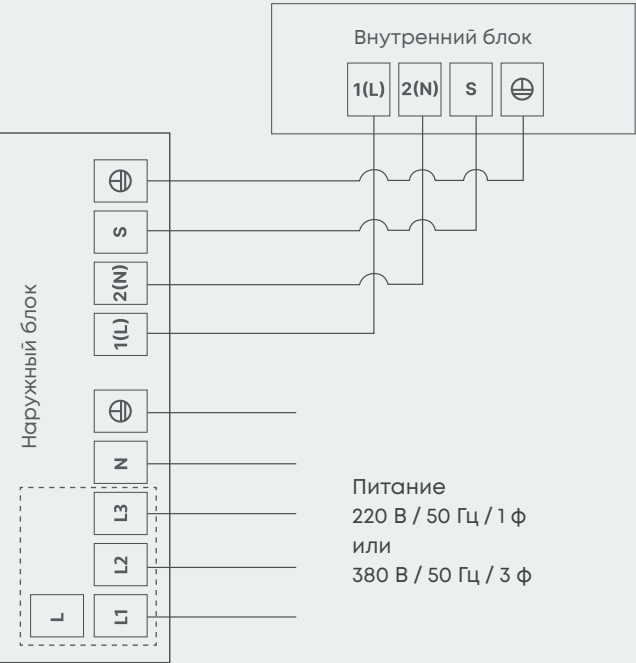 Внутренний блок
1(L) 2(N) S
Наружный блок
S
2(N)
1(L)
N
L3
L2
L L1
Питание
220 В / 50 Гц / 1 ф
или
380 В / 50 Гц / 3 ф